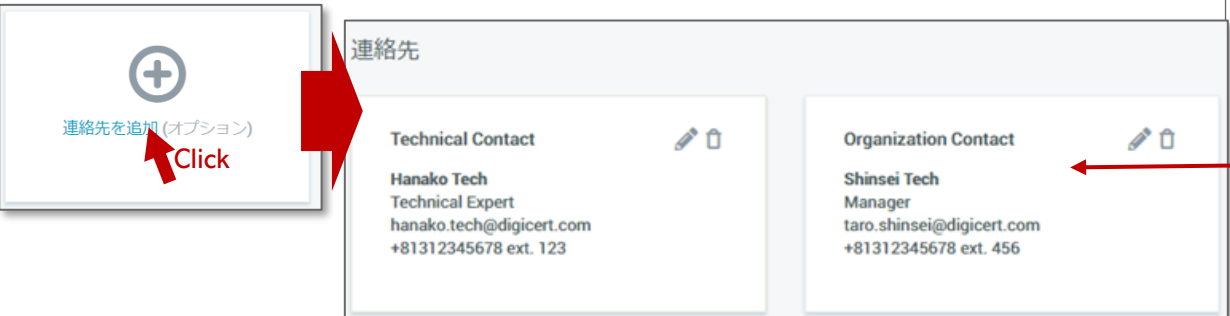 連絡先を追加 (オプション)
Click
連絡先
Technical Contact
Hanako Tech
Technical Expert
hanako.tech@digicert.com
+81312345678 ext. 123
Organization Contact
Shinsei Tech
Manager
taro.shinsei@digicert.com
+81312345678 ext. 456